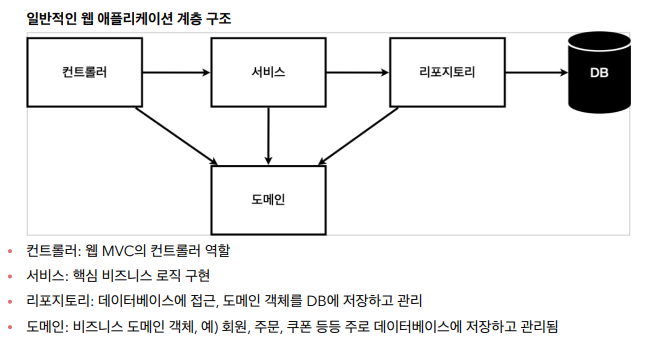 일반적인 웹 애플리케이션 계층 구조
컨트롤러 서비스 리포지토리 DB
도메인
• 컨트롤러: 웹 MVC의 컨트롤러 역할
• 서비스: 핵심 비즈니스 로직 구현
• 리포지토리: 데이터베이스에 접근, 도메인 객체를 DB에 저장하고 관리
• 도메인: 비즈니스 도메인 객체, 예) 회원, 주문, 쿠폰 등등 주로 데이터베이스에 저장하고 관리됨